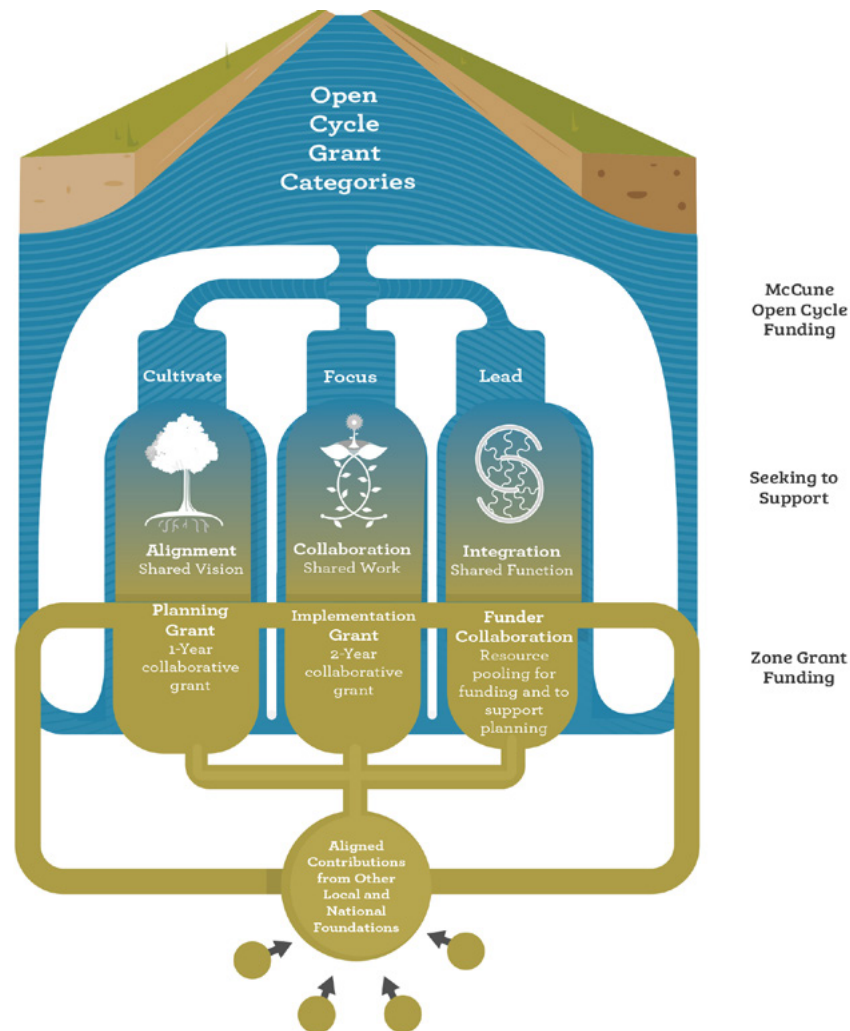 Open
Cycle
Grant
Categories
McCune
Open Cycle
Funding
Cultivate
Focus
Lead
Seeking to
Support
Alignment
Shared Vision
Collaboration
Shared Work
Integration
Shared Function
Planning
Grant
1-Year
collaborative
grant
Implementation
Grant
2-Year
collaborative
grant
Funder
Collaboration
Resource
pooling for
funding and to
support
planning
Zone Grant
Funding
Aligned
Contributions
from Other
Local and
National
Foundations